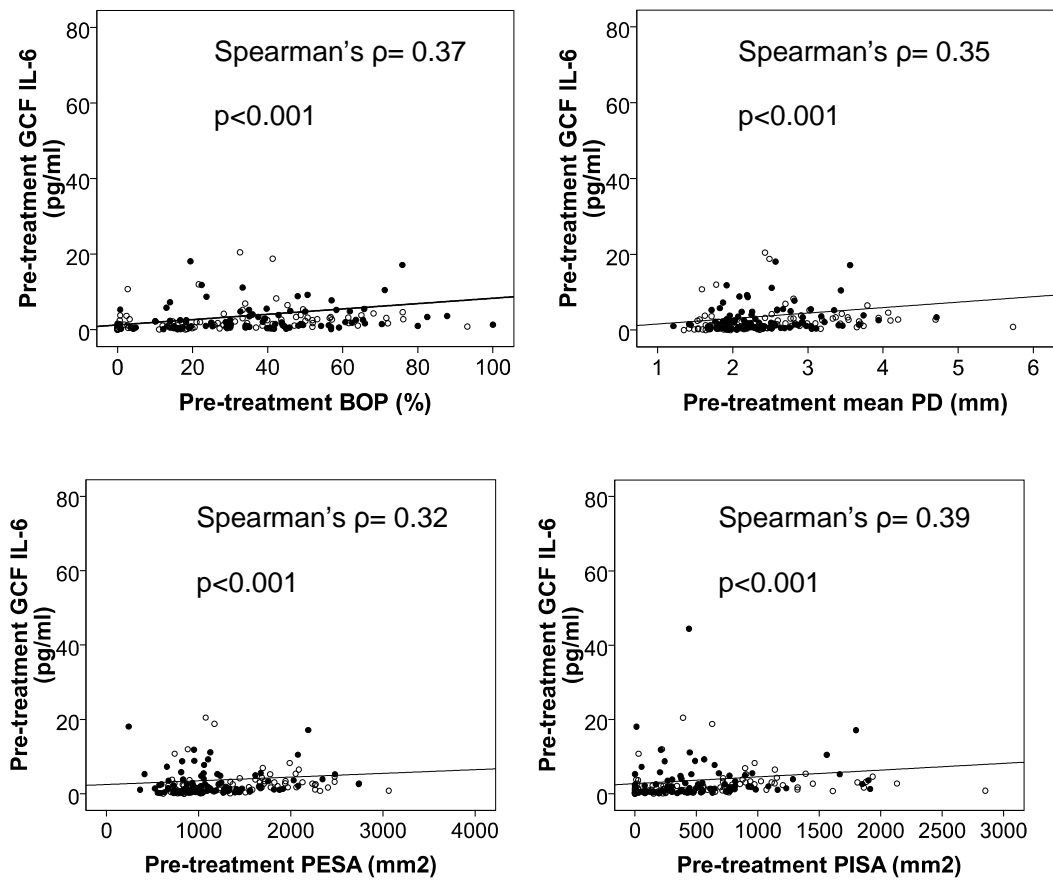 Pre-treatment GCF IL-6
(pg/ml)
80
60
40
20
0
Spearman's ρ= 0.37
p<0.001
0 20 40 60 80 100
Pre-treatment BOP (%)
Pre-treatment GCF IL-6
(pg/ml)
80
60
40
20
0
Spearman's ρ= 0.35
p<0.001
1 2 3 4 5 6
Pre-treatment mean PD (mm)
Pre-treatment GCF IL-6
(pg/ml)
80
60
40
20
0
Spearman's ρ= 0.32
p<0.001
0 1000 2000 3000 4000
Pre-treatment PESA (mm2)
Pre-treatment GCF IL-6
(pg/ml)
80
60
40
20
0
Spearman's ρ= 0.39
p<0.001
0 500 1000 1500 2000 2500 3000
Pre-treatment PISA (mm2)